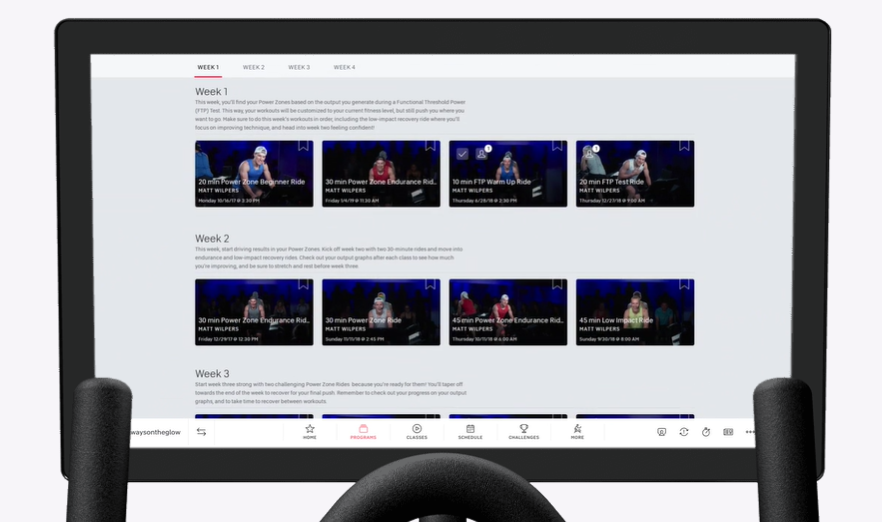 WEEK 1 WEEK 2 WEEK 3 WEEK 4
Week 1
This week, you'll find your Power Zones based on the output you generate during a Functional Threshold Power
(FTP) Test. This way, your workouts will be customized to your current fitness level, but still push you where you
want to go. Make sure to do this week's workouts in order, including the low-impact recovery ride where you'll
focus on improving technique, and head into week two feeling confident!
20 min Power Zone Beginner Ride
MATT WILPERS
Monday 10/16/17 @ 3:30 PM
30 min Power Zone Endurance Rid...
MATT WILPERS
Friday 1/4/19 @ 11:30 AM
1
10 min FTP Warm Up Ride
MATT WILPERS
Thursday 6/28/18 @ 2:30 PM
1
20 min FTP Test Ride
MATT WILPERS
Thursday 12/27/18 @ 9:00 AM
Week 2
This week, start driving results in your Power Zones. Kick off week two with two 30-minute rides and move into
endurance and low-impact recovery rides. Check out your output graphs after each class to see how much
you're improving, and be sure to stretch and rest before week three.
30 min Power Zone Endurance Rid...
MATT WILPERS
Friday 12/29/17 @ 12:30 PM
30 min Power Zone Ride
MATT WILPERS
Sunday 11/11/18 @ 2:45 PM
45 min Power Zone Endurance Rid...
MATT WILPERS
45 min Low Impact Ride
MATT WILPERS
Sunday 9/30/18 @ 8:00 AM
Week 3
Start week three strong with two challenging Power Zone Rides because you're ready for them! You'll taper off
towards the end of the week to recover for your final push. Remember to check out your progress on your output
graphs, and to take time to recover between workouts.
waysontheglow
HOME PROGRAMS CLASSES SCHEDULE CHALLENGES MORE